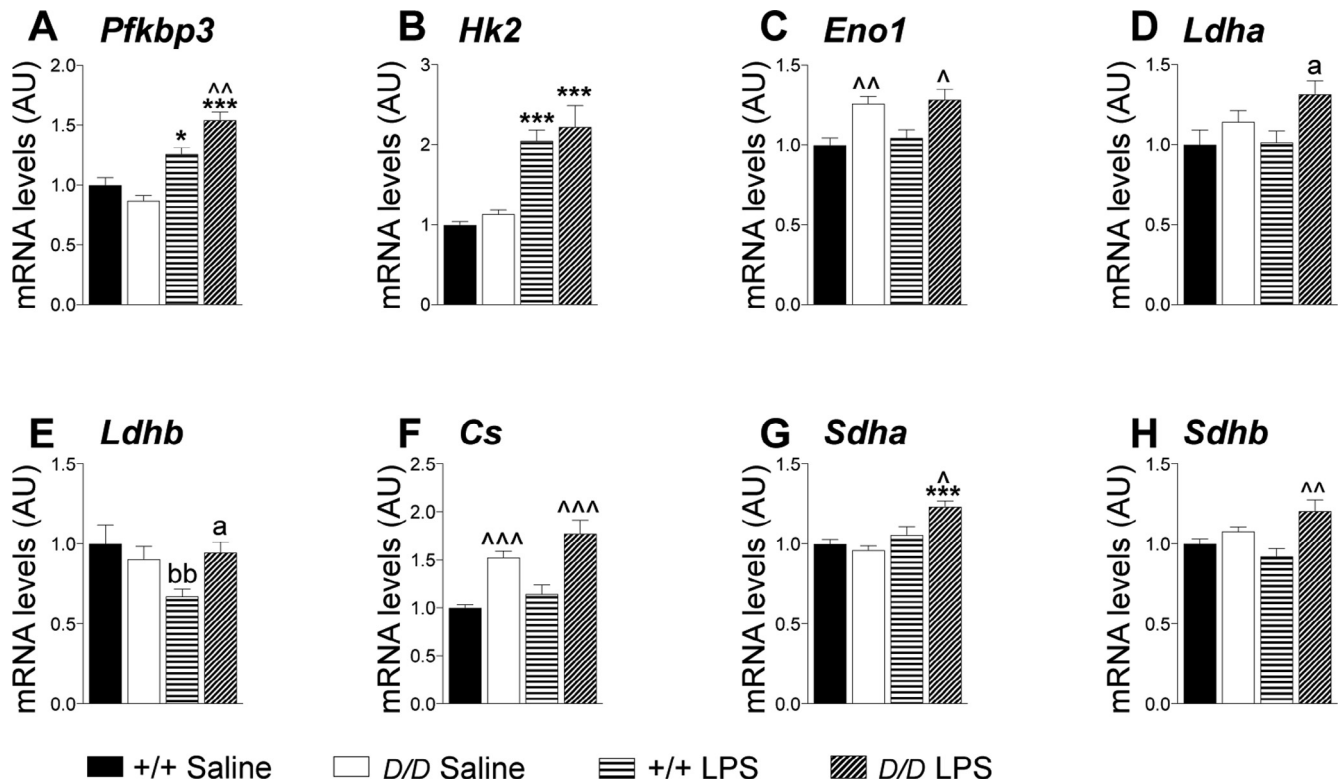 A Pfkbp3
B Hk2
C Eno1
D Ldha
mRNA levels (AU)
2.0
1.5
1.0
0.5
0.0
*
^^
***
mRNA levels (AU)
3
2
1
0
***
***
mRNA levels (AU)
1.5
1.0
0.5
0.0
^^
^
mRNA levels (AU)
1.5
1.0
0.5
0.0
a
E Ldhb
F Cs
G Sdha
H Sdhb
mRNA levels (AU)
1.5
1.0
0.5
0.0
bb
a
mRNA levels (AU)
2.5
2.0
1.5
1.0
0.5
0.0
^^^
^^^
mRNA levels (AU)
1.5
1.0
0.5
0.0
^
***
mRNA levels (AU)
1.5
1.0
0.5
0.0
^^
+/+ Saline
D/D Saline
+/+ LPS
D/D LPS